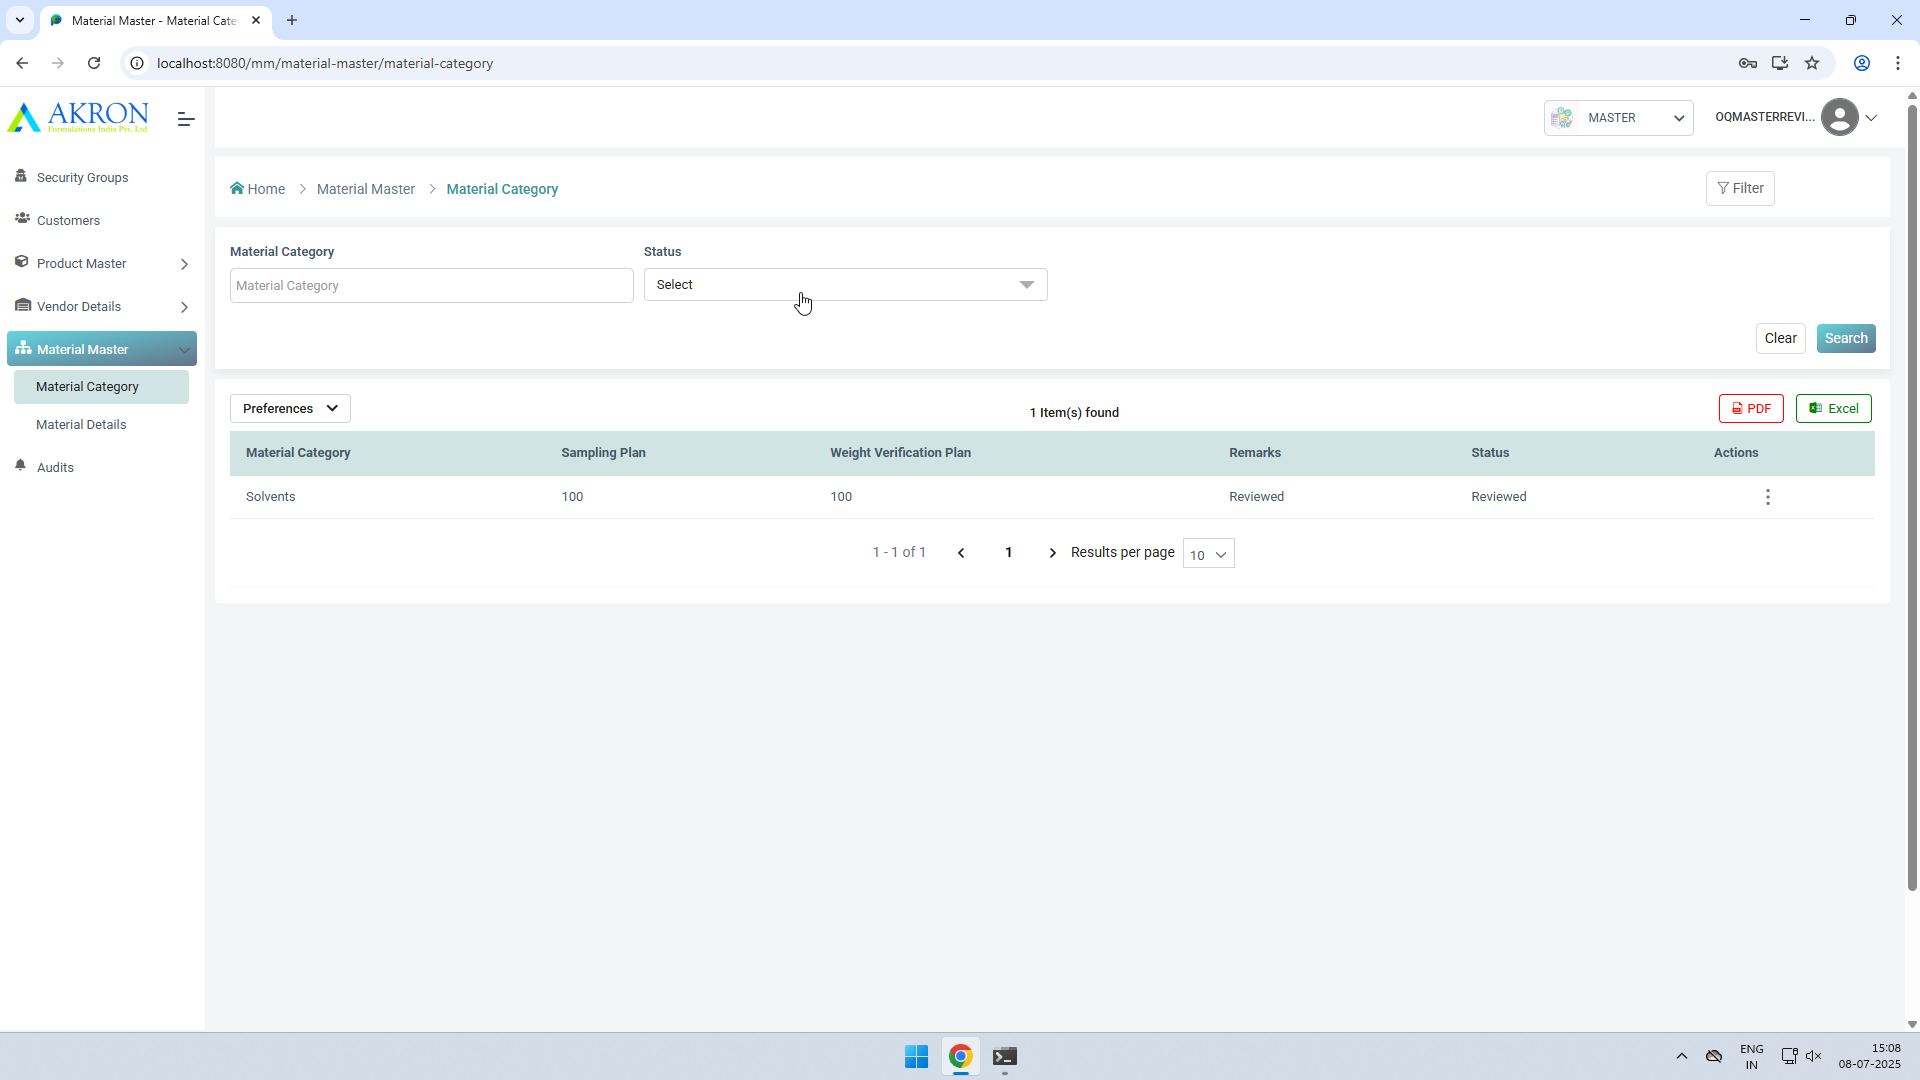 Material Master - Material Cate
localhost:8080/mm/material-master/material-category
AKRON
Formulations India Pvt. Ltd
MASTER
OQMASTERREVI...
Security Groups
Customers
Product Master
Vendor Details
Material Master
Material Category
Material Details
Audits
Home > Material Master > Material Category
Filter
Material Category
Status
Material Category
Select
Clear
Search
Preferences
1 Item(s) found
PDF
Excel
Material Category Sampling Plan Weight Verification Plan Remarks Status Actions
Solvents 100 100 Reviewed Reviewed
1 - 1 of 1
1
Results per page
10
ENG
IN
15:08
08-07-2025